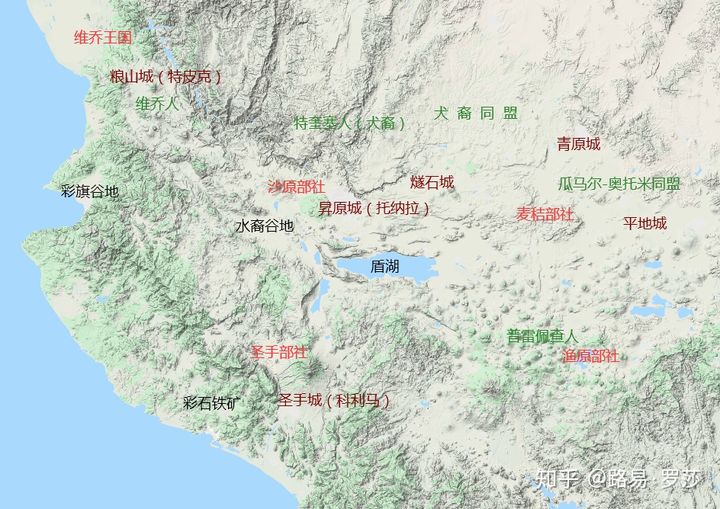 维乔王国
粮山城（特皮克）
维乔人
犬裔同盟
特奎塞人（犬裔）
青原城
燧石城
瓜马尔-奥托米同盟
沙原部社
彩旗谷地
昇原城（托纳拉）
麦秸部社
水裔谷地
平地城
盾湖
普雷佩查人
圣手部社
渔原部社
彩石铁矿
圣手城（科利马）
知乎 @路易·罗莎